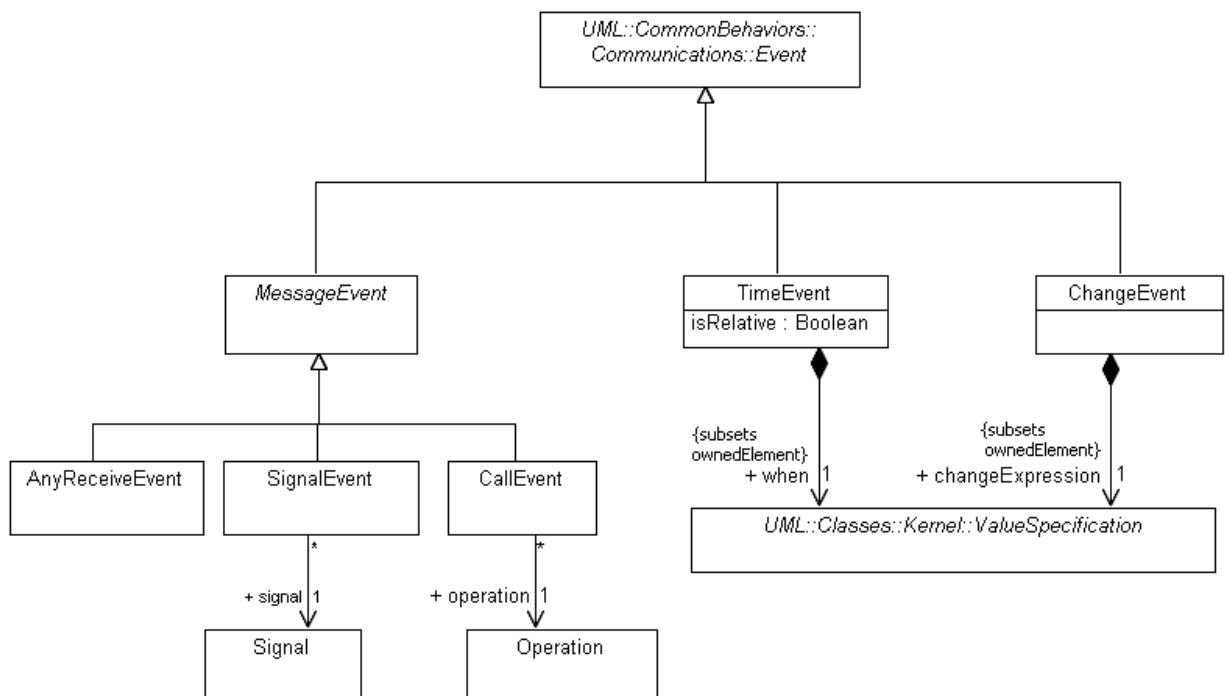 UML::CommonBehaviors::
Communications::Event
MessageEvent
TimeEvent
isRelative : Boolean
ChangeEvent
{subsets
ownedElement}
+ when
1
{subsets
ownedElement}
+ changeExpression
1
AnyReceiveEvent
SignalEvent
CallEvent
UML::Classes::Kernel::ValueSpecification
*
*
+ signal
1
+ operation
1
Signal
Operation